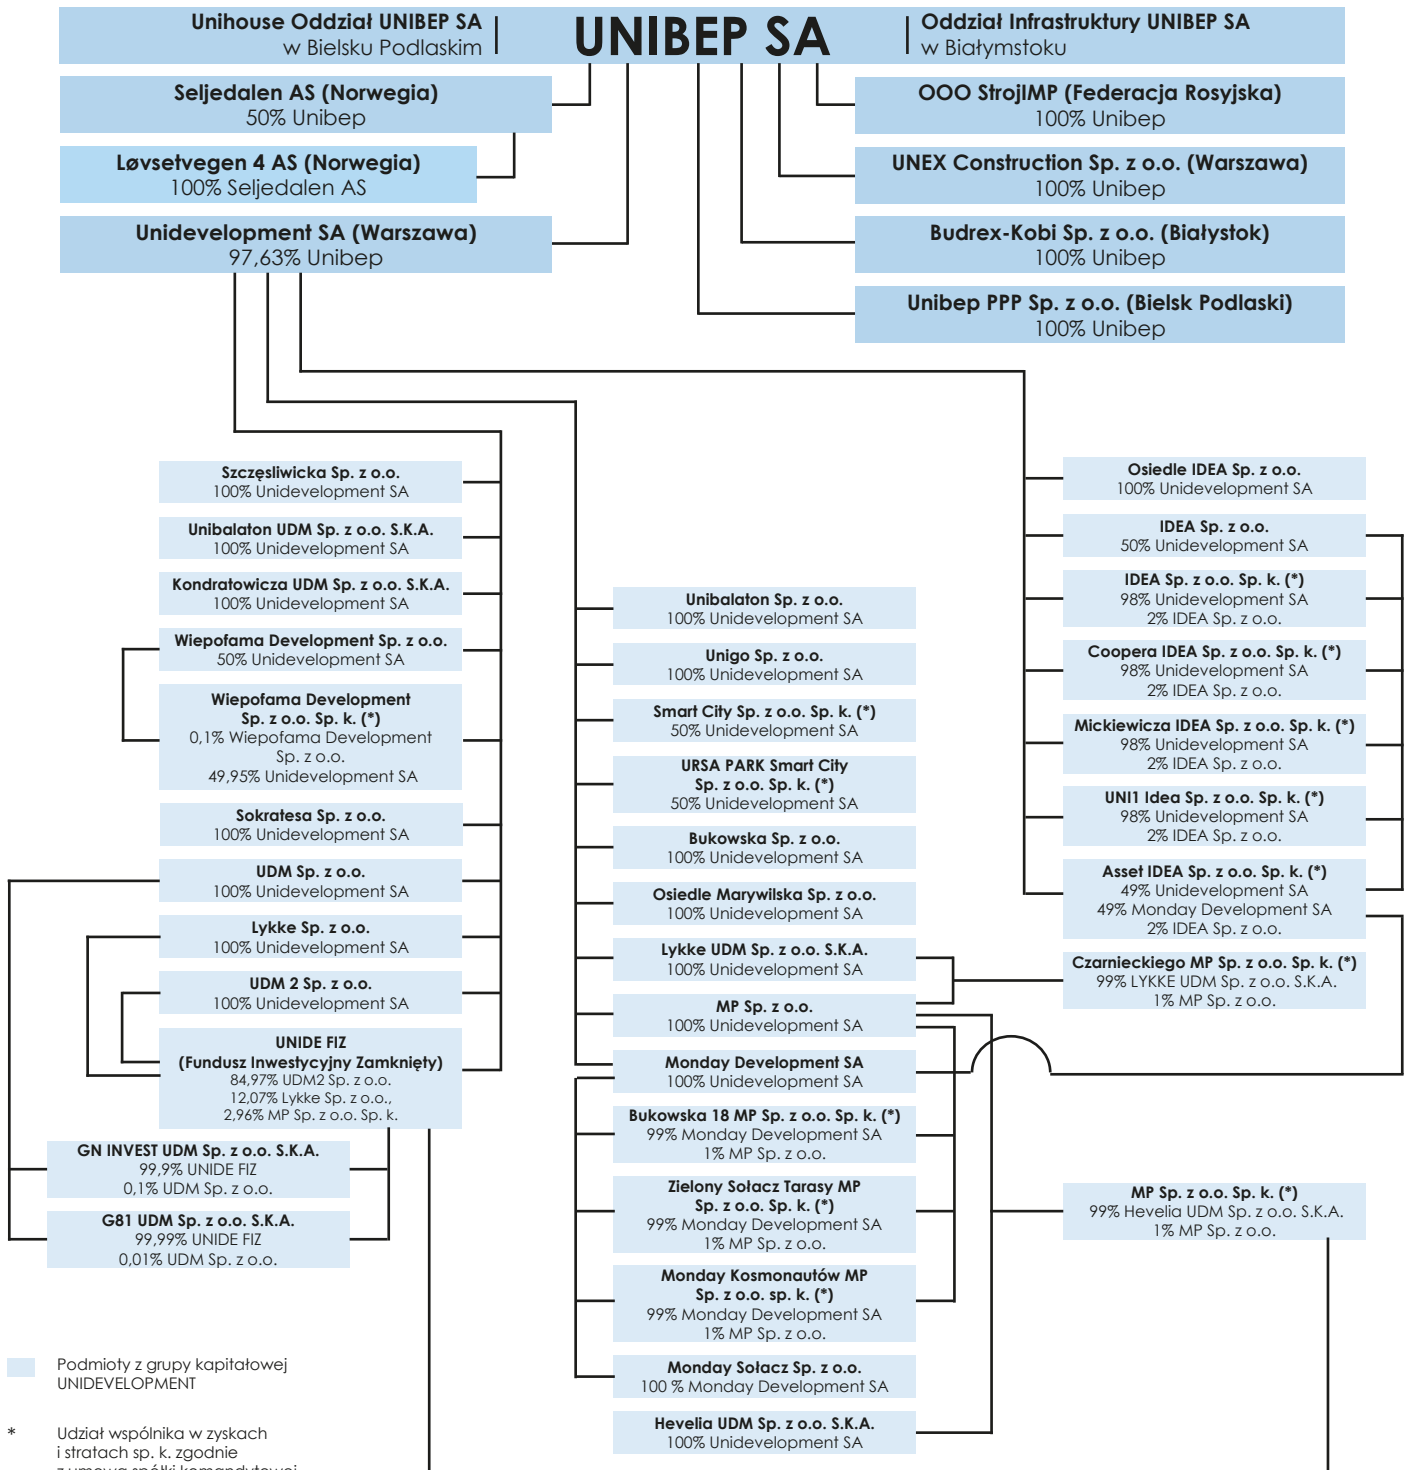 Unihouse Oddział UNIBEP SA
w Bielsku Podlaskim
UNIBEP SA
Oddział Infrastruktury UNIBEP SA
w Białymstoku
Seljedalen AS (Norwegia)
50% Unibep
Løvsetvegen 4 AS (Norwegia)
100% Seljedalen AS
Unidevelopment SA (Warszawa)
97,63% Unibep
OOO StrojIMP (Federacja Rosyjska)
100% Unibep
UNEX Construction Sp. z o.o. (Warszawa)
100% Unibep
Budrex-Kobi Sp. z o.o. (Białystok)
100% Unibep
Unibep PPP Sp. z o.o. (Bielsk Podlaski)
100% Unibep
Szczęsliwicka Sp. z o.o.
100% Unidevelopment SA
Unibalaton UDM Sp. z o.o. S.K.A.
100% Unidevelopment SA
Kondratowicza UDM Sp. z o.o. S.K.A.
100% Unidevelopment SA
Wiepofama Development Sp. z o.o.
50% Unidevelopment SA
Wiepofama Development
Sp. z o.o. Sp. k. (*)
0,1% Wiepofama Development
Sp. z o.o.
49,95% Unidevelopment SA
Sokratesa Sp. z o.o.
100% Unidevelopment SA
UDM Sp. z o.o.
100% Unidevelopment SA
Lykke Sp. z o.o.
100% Unidevelopment SA
UDM 2 Sp. z o.o.
100% Unidevelopment SA
UNIDE FIZ
(Fundusz Inwestycyjny Zamknięty)
84,97% UDM2 Sp. z o.o.
12,07% Lykke Sp. z o.o.,
2,96% MP Sp. z o.o. Sp. k.
GN INVEST UDM Sp. z o.o. S.K.A.
99,9% UNIDE FIZ
0,1% UDM Sp. z o.o.
G81 UDM Sp. z o.o. S.K.A.
99,99% UNIDE FIZ
0,01% UDM Sp. z o.o.
Unibalaton Sp. z o.o.
100% Unidevelopment SA
Unigo Sp. z o.o.
100% Unidevelopment SA
Smart City Sp. z o.o. Sp. k. (*)
50% Unidevelopment SA
URSA PARK Smart City
Sp. z o.o. Sp. k. (*)
50% Unidevelopment SA
Bukowska Sp. z o.o.
100% Unidevelopment SA
Osiedle Marywilska Sp. z o.o.
100% Unidevelopment SA
Lykke UDM Sp. z o.o. S.K.A.
100% Unidevelopment SA
MP Sp. z o.o.
100% Unidevelopment SA
Monday Development SA
100% Unidevelopment SA
Bukowska 18 MP Sp. z o.o. Sp. k. (*)
99% Monday Development SA
1% MP Sp. z o.o.
Zielony Sołacz Tarasy MP
Sp. z o.o. Sp. k. (*)
99% Monday Development SA
1% MP Sp. z o.o.
Monday Kosmonautów MP
Sp. z o.o. sp. k. (*)
99% Monday Development SA
1% MP Sp. z o.o.
Monday Sołacz Sp. z o.o.
100 % Monday Development SA
Hevelia UDM Sp. z o.o. S.K.A.
100% Unidevelopment SA
Osiedle IDEA Sp. z o.o.
100% Unidevelopment SA
IDEA Sp. z o.o.
50% Unidevelopment SA
IDEA Sp. z o.o. Sp. k. (*)
98% Unidevelopment SA
2% IDEA Sp. z o.o.
Coopera IDEA Sp. z o.o. Sp. k. (*)
98% Unidevelopment SA
2% IDEA Sp. z o.o.
Mickiewicza IDEA Sp. z o.o. Sp. k. (*)
98% Unidevelopment SA
2% IDEA Sp. z o.o.
UNI1 Idea Sp. z o.o. Sp. k. (*)
98% Unidevelopment SA
2% IDEA Sp. z o.o.
Asset IDEA Sp. z o.o. Sp. k. (*)
49% Unidevelopment SA
49% Monday Development SA
2% IDEA Sp. z o.o.
Czarnieckiego MP Sp. z o.o. Sp. k. (*)
99% LYKKE UDM Sp. z o.o. S.K.A.
1% MP Sp. z o.o.
MP Sp. z o.o. Sp. k. (*)
99% Hevelia UDM Sp. z o.o. S.K.A.
1% MP Sp. z o.o.
Podmioty z grupy kapitałowej
UNIDEVELOPMENT
* Udział wspólnika w zyskach
i stratach sp. k. zgodnie
z umową spółki komandytowej